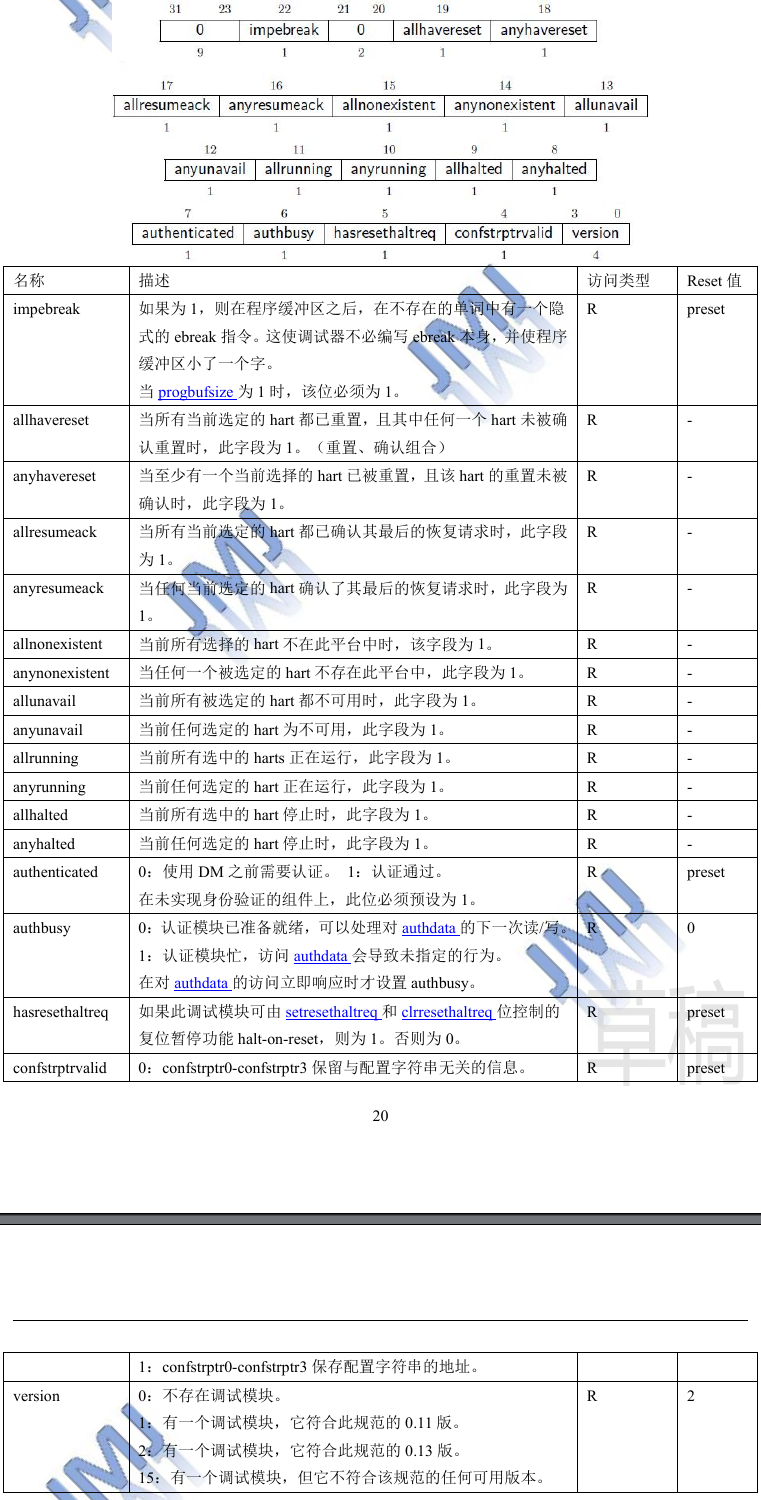 31 23 22 21 20 19 18
0 impebreak 0 allhavereset anyhavereset
9 1 2 1 1
17 16 15 14 13
allresumeack anyresumeack allnonexistent anynonexistent allunavail
1 1 1 1 1
12 11 10 9 8
anyunavail allrunning anyrunning allhalted anyhalted
1 1 1 1 1
7 6 5 4 3 0
authenticated authbusy hasresethaltreq confstrptrvalid version
1 1 1 1 4
名称 描述 访问类型 Reset 值
impebreak 如果为 1，则在程序缓冲区之后，在不存在的单词中有一个隐 R preset
式的 ebreak 指令。这使调试器不必编写 ebreak 本身，并使程序
缓冲区小了一个字。
当 progbufsize 为 1 时，该位必须为 1。
allhavereset 当所有当前选定的 hart 都已重置，且其中任何一个 hart 未被确 R -
认重置时，此字段为 1。（重置、确认组合）
anyhavereset 当至少有一个当前选择的 hart 已被重置，且该 hart 的重置未被 R -
确认时，此字段为 1。
allresumeack 当所有当前选定的 hart 都已确认其最后的恢复请求时，此字段 R -
为 1。
anyresumeack 当任何当前选定的 hart 确认了其最后的恢复请求时，此字段为 R -
1。
allnonexistent 当前所有选择的 hart 不在此平台中时，该字段为 1。 R -
anynonexistent 当任何一个被选定的 hart 不存在此平台中，此字段为 1。 R -
allunavail 当前所有被选定的 hart 都不可用时，此字段为 1。 R -
anyunavail 当前任何选定的 hart 为不可用，此字段为 1。 R -
allrunning 当前所有选中的 harts 正在运行，此字段为 1。 R -
anyrunning 当前任何选定的 hart 正在运行，此字段为 1。 R -
allhalted 当前所有选中的 hart 停止时，此字段为 1。 R -
anyhalted 当前任何选定的 hart 停止时，此字段为 1。 R -
authenticated 0：使用 DM 之前需要认证。 1：认证通过。 R preset
在未实现身份验证的组件上，此位必须预设为 1。
authbusy 0：认证模块已准备就绪，可以处理对 authdata 的下一次读/写。 R 0
1：认证模块忙，访问 authdata 会导致未指定的行为。
在对 authdata 的访问立即响应时才设置 authbusy。
hasresethaltreq 如果此调试模块可由 setresethaltreq 和 clrresethaltreq 位控制的 R preset
复位暂停功能 halt-on-reset，则为 1。否则为 0。
confstrptrvalid 0：confstrptr0-confstrptr3 保留与配置字符串无关的信息。 R preset
草稿
20
1：confstrptr0-confstrptr3 保存配置字符串的地址。
version 0：不存在调试模块。 R 2
1：有一个调试模块，它符合此规范的 0.11 版。
2：有一个调试模块，它符合此规范的 0.13 版。
15：有一个调试模块，但它不符合该规范的任何可用版本。